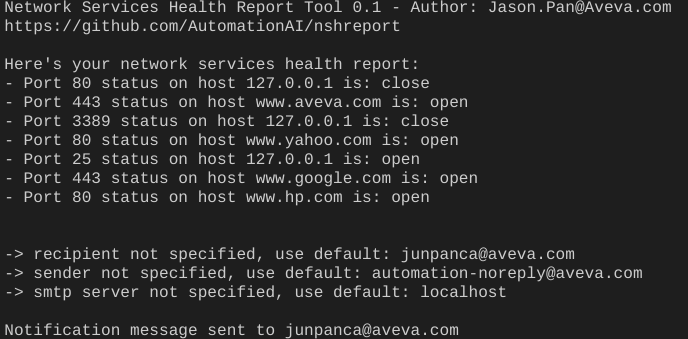 Network Services Health Report Tool 0.1 - Author: Jason.Pan@Aveva.com
https://github.com/AutomationAI/nshreport
Here's your network services health report:
- Port 80 status on host 127.0.0.1 is: close
- Port 443 status on host www.aveva.com is: open
- Port 3389 status on host 127.0.0.1 is: close
- Port 80 status on host www.yahoo.com is: open
- Port 25 status on host 127.0.0.1 is: open
- Port 443 status on host www.google.com is: open
- Port 80 status on host www.hp.com is: open
-> recipient not specified, use default: junpanca@aveva.com
-> sender not specified, use default: automation-noreply@aveva.com
-> smtp server not specified, use default: localhost
Notification message sent to junpanca@aveva.com